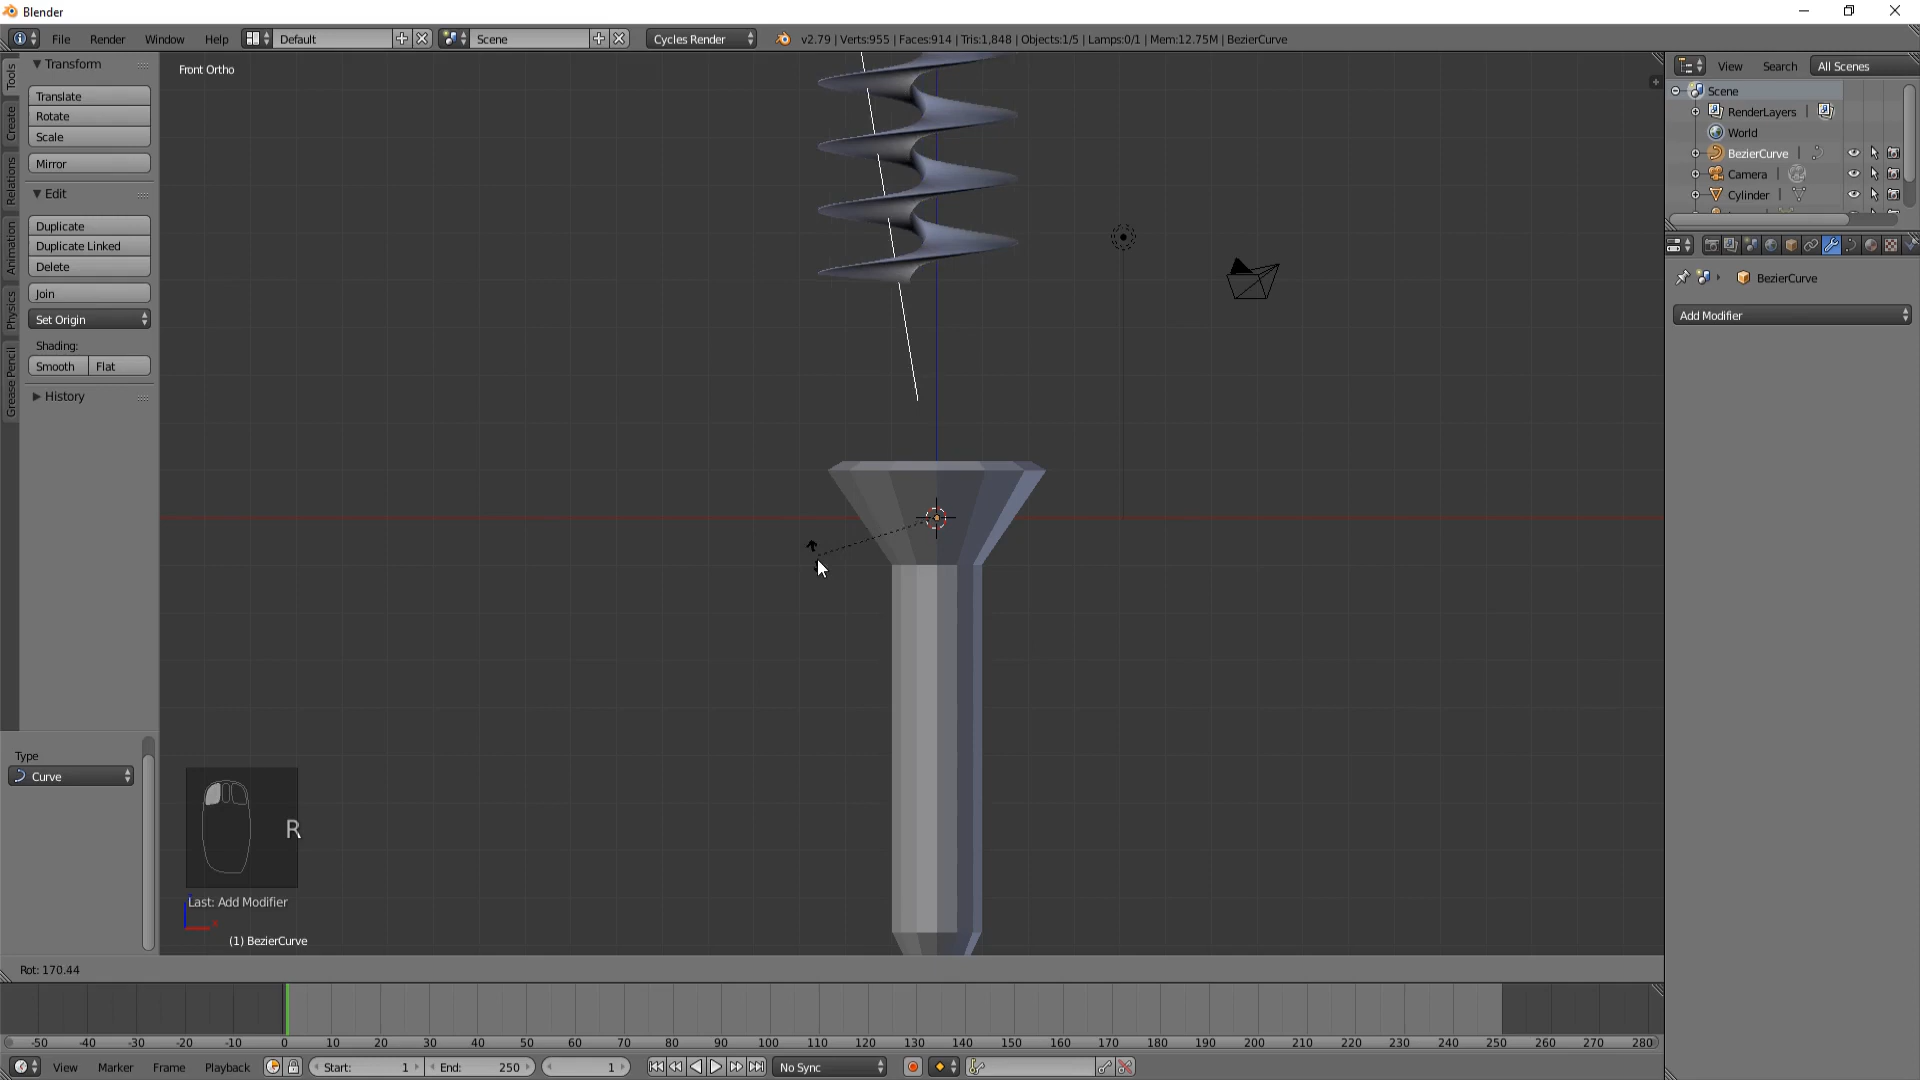 Blender
File Render Window Help Default Scene Cycles Render v2.79 | Verts:955 | Faces:914 | Tris:1,848 | Objects:1/5 | Lamps:0/1 | Mem:12.75M | BezierCurve
Tools
Create
Relations
Animation
Physics
Grease Pencil
Transform
Translate
Rotate
Scale
Mirror
Edit
Duplicate
Duplicate Linked
Delete
Join
Set Origin
Shading:
Smooth Flat
History
Type
Curve
Front Ortho
R
Last: Add Modifier
(1) BezierCurve
Rot: 170.44
View Search All Scenes
Scene
RenderLayers
World
BezierCurve
Camera
Cylinder
BezierCurve
Add Modifier
-50 -40 -30 -20 -10 0 10 20 30 40 50 60 70 80 90 100 110 120 130 140 150 160 170 180 190 200 210 220 230 240 250 260 270 280
View Marker Frame Playback Start: 1 End: 250 1 No Sync